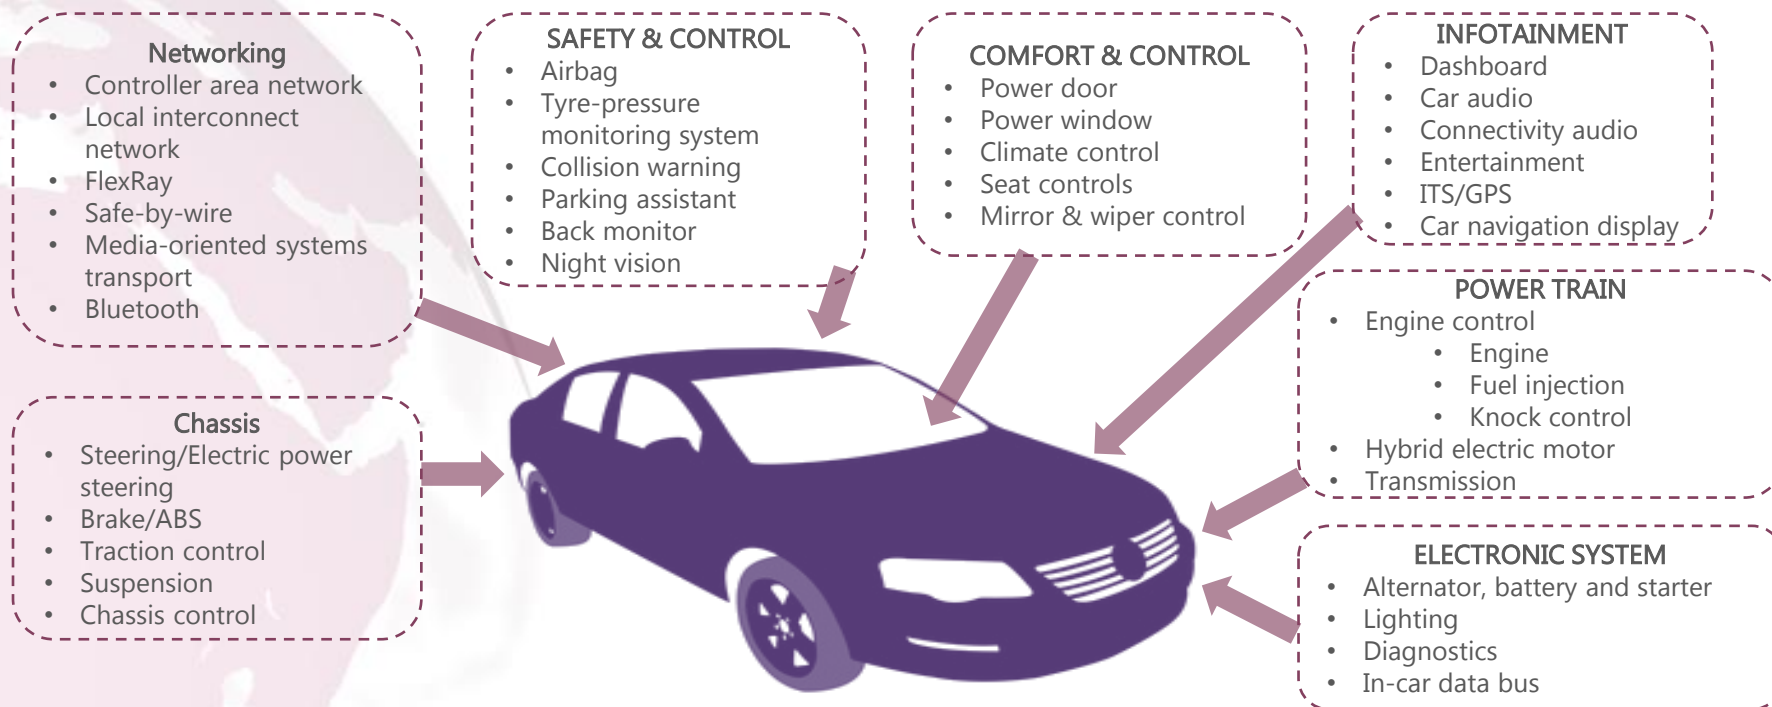 Networking
• Controller area network
• Local interconnect
network
• FlexRay
• Safe-by-wire
• Media-oriented systems
transport
• Bluetooth
SAFETY & CONTROL
• Airbag
• Tyre-pressure
monitoring system
• Collision warning
• Parking assistant
• Back monitor
• Night vision
COMFORT & CONTROL
• Power door
• Power window
• Climate control
• Seat controls
• Mirror & wiper control
INFOTAINMENT
• Dashboard
• Car audio
• Connectivity audio
• Entertainment
• ITS/GPS
• Car navigation display
Chassis
• Steering/Electric power
steering
• Brake/ABS
• Traction control
• Suspension
• Chassis control
POWER TRAIN
• Engine control
• Engine
• Fuel injection
• Knock control
• Hybrid electric motor
• Transmission
ELECTRONIC SYSTEM
• Alternator, battery and starter
• Lighting
• Diagnostics
• In-car data bus